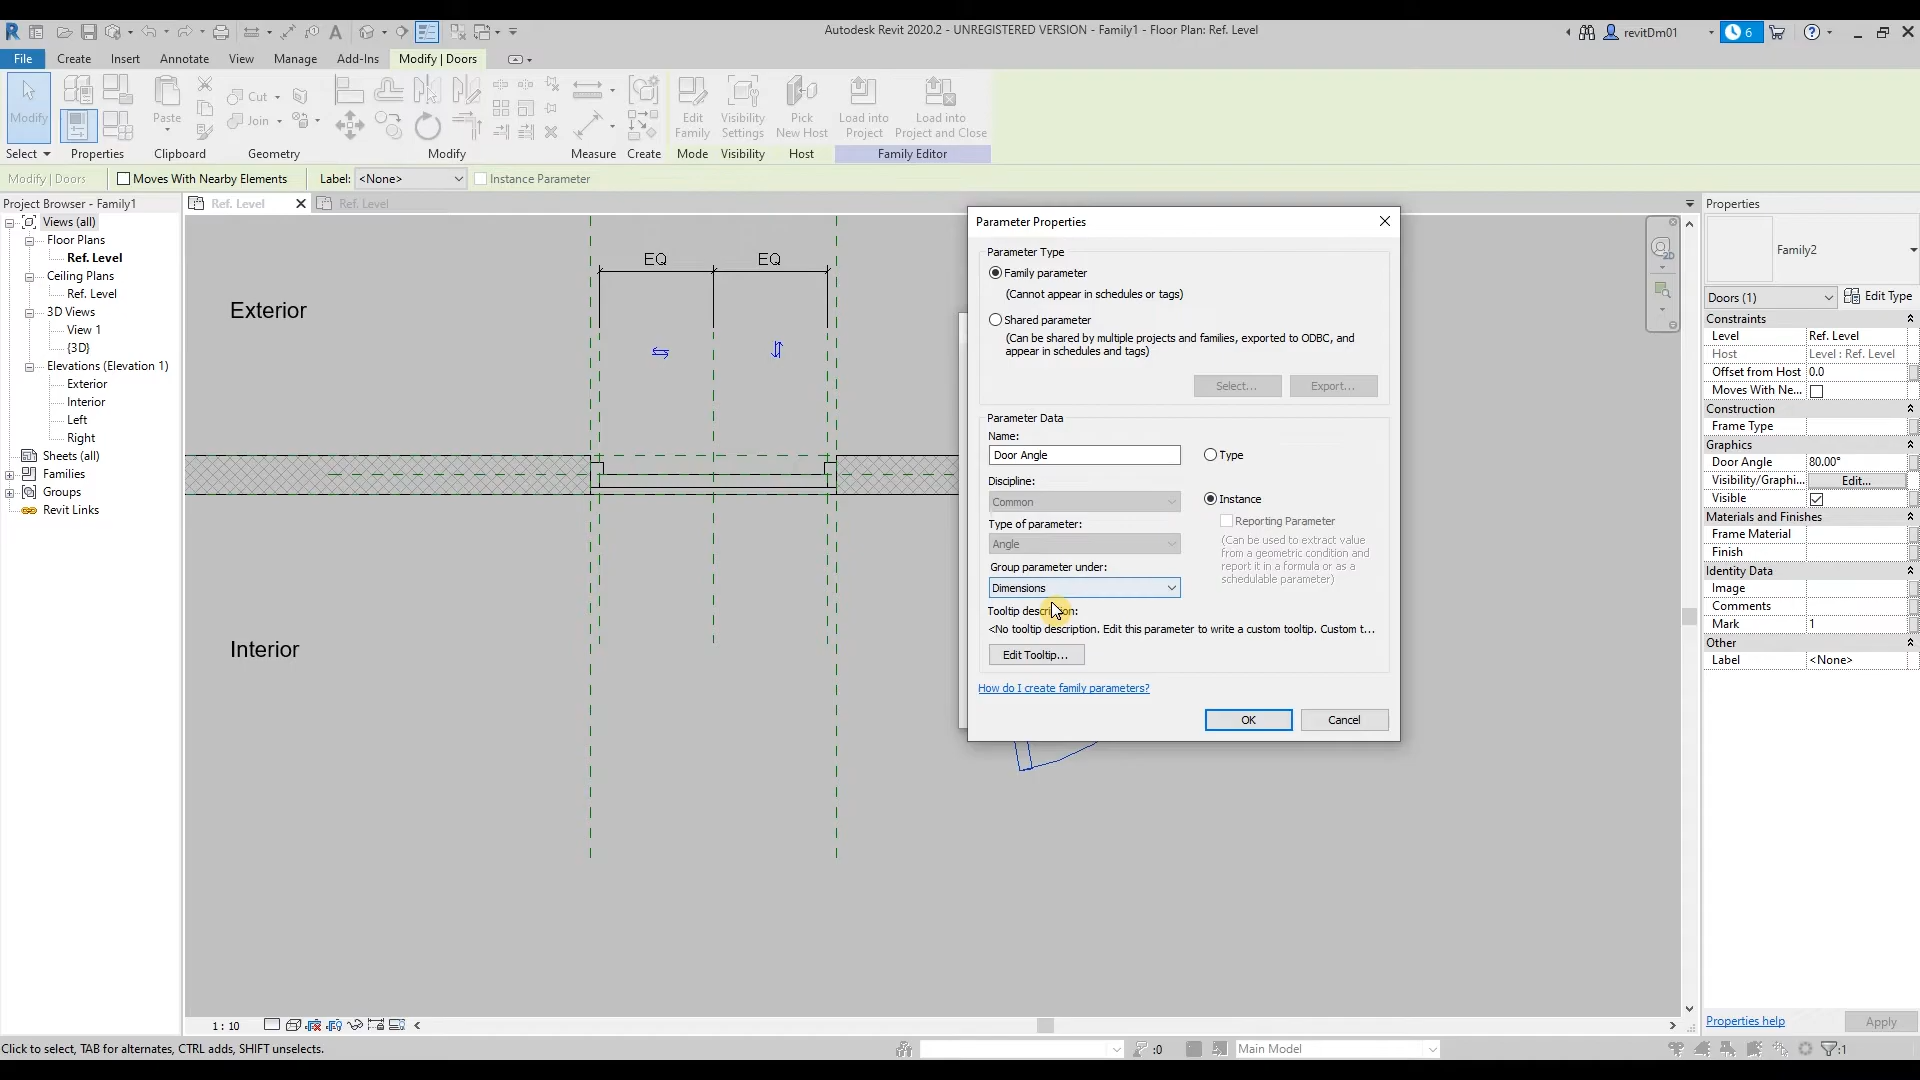 Autodesk Revit 2020.2 - UNREGISTERED VERSION - Family1 - Floor Plan: Ref. Level
revitDm01
6
File Create Insert Annotate View Manage Add-Ins Modify | Doors
Modify
Paste
Cut
Join
Edit Family
Visibility Settings
Pick New Host
Load into Project
Load into Project and Close
Select Properties Clipboard Geometry Modify Measure Create Mode Visibility Host Family Editor
Modify | Doors
Moves With Nearby Elements
Label: <None>
Instance Parameter
Project Browser - Family1
Views (all)
Floor Plans
Ref. Level
Ceiling Plans
Ref. Level
3D Views
View 1
{3D}
Elevations (Elevation 1)
Exterior
Interior
Left
Right
Sheets (all)
Families
Groups
Revit Links
Ref. Level
Ref. Level
EQ EQ
Exterior
Interior
Parameter Properties
Parameter Type
Family parameter
(Cannot appear in schedules or tags)
Shared parameter
(Can be shared by multiple projects and families, exported to ODBC, and
appear in schedules and tags)
Select... Export...
Parameter Data
Name:
Door Angle
Type
Discipline:
Common
Instance
Type of parameter:
Reporting Parameter
Angle
(Can be used to extract value
from a geometric condition and
report it in a formula or as a
schedulable parameter)
Group parameter under:
Dimensions
Tooltip description:
<No tooltip description. Edit this parameter to write a custom tooltip. Custom t...
Edit Tooltip...
How do I create family parameters?
OK Cancel
Properties
2D
Family2
Doors (1) Edit Type
Constraints
Level Ref. Level
Host Level : Ref. Level
Offset from Host 0.0
Moves With Ne...
Construction
Frame Type
Graphics
Door Angle 80.00°
Visibility/Graphi... Edit...
Visible
Materials and Finishes
Frame Material
Finish
Identity Data
Image
Comments
Mark 1
Other
Label <None>
Properties help Apply
1 : 10
Click to select, TAB for alternates, CTRL adds, SHIFT unselects.
:0
Main Model
:1